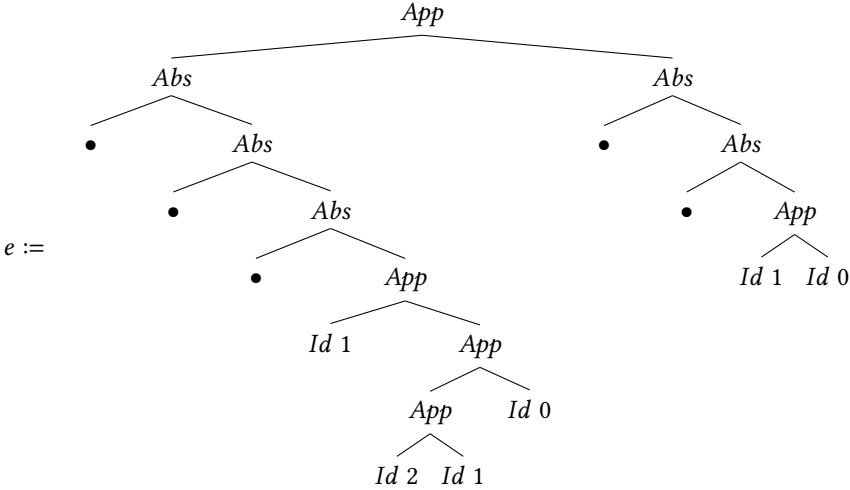 App
Abs Abs
Abs Abs
Abs App
e :=
App Id 1 Id 0
Id 1 App
App Id 0
Id 2 Id 1